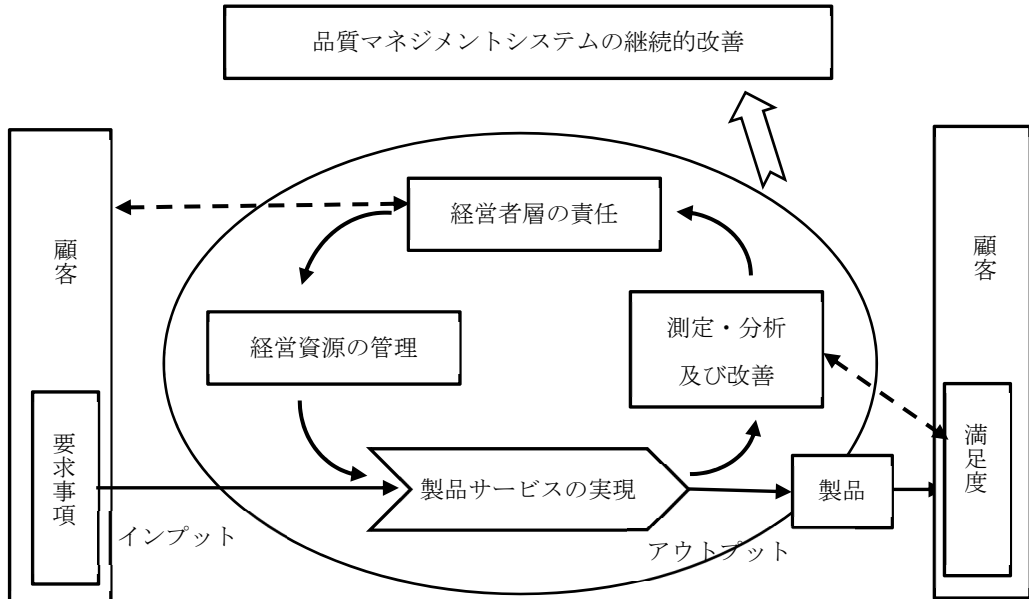 品質マネジメントシステムの継続的改善
顧客
経営者層の責任
顧客
経営資源の管理
測定・分析
及び改善
要求事項
製品サービスの実現
製品
満足度
インプット
アウトプット